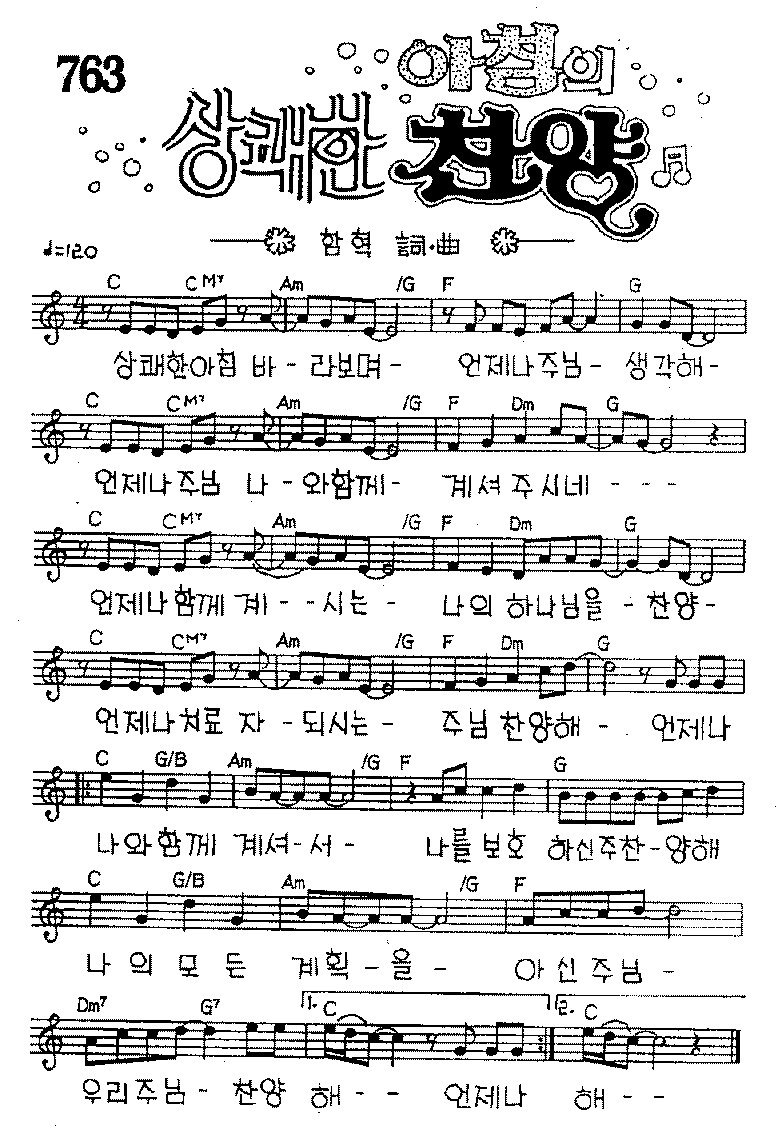 763
아침의
상쾌한 찬양
함혁 詞·曲
♩=120
C CM7 Am /G F G
상쾌한아침 바 - 라보며 - 언제나주님 - 생각해 -
C CM7 Am /G F Dm G
언제나주님 나 - 와함께 - 계셔주시네 - - -
C CM7 Am /G F Dm G
언제나함께 계 - - 시는 - 나의 하나님을 - 찬양 -
C CM7 Am /G F Dm G
언제나치료 자 - 되시는 - 주님 찬양해 - 언제나
C G/B Am /G F G
나와함께 계셔 - 서 - 나를 보호 하신주찬 - 양해
C G/B Am /G F
나의모든 계획 - 을 - 아신주님 -
Dm7 G7 1. C 2. C
우리주님 - 찬양 해 - - 언제나 해 - -